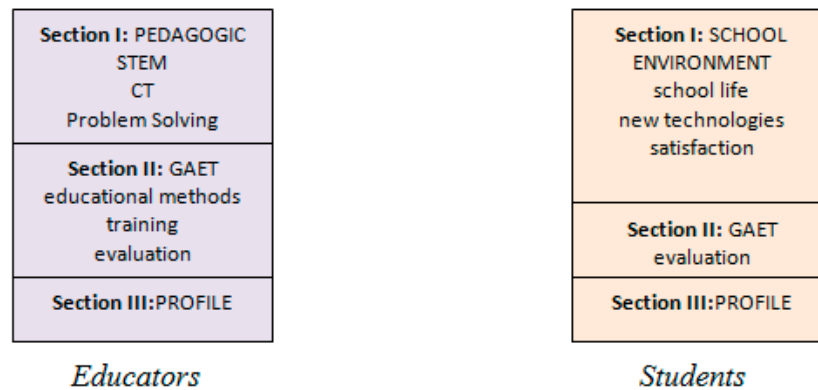 Section I: PEDAGOGIC
STEM
CT
Problem Solving
Section II: GAET
educational methods
training
evaluation
Section III:PROFILE
Educators
Section I: SCHOOL
ENVIRONMENT
school life
new technologies
satisfaction
Section II: GAET
evaluation
Section III:PROFILE
Students